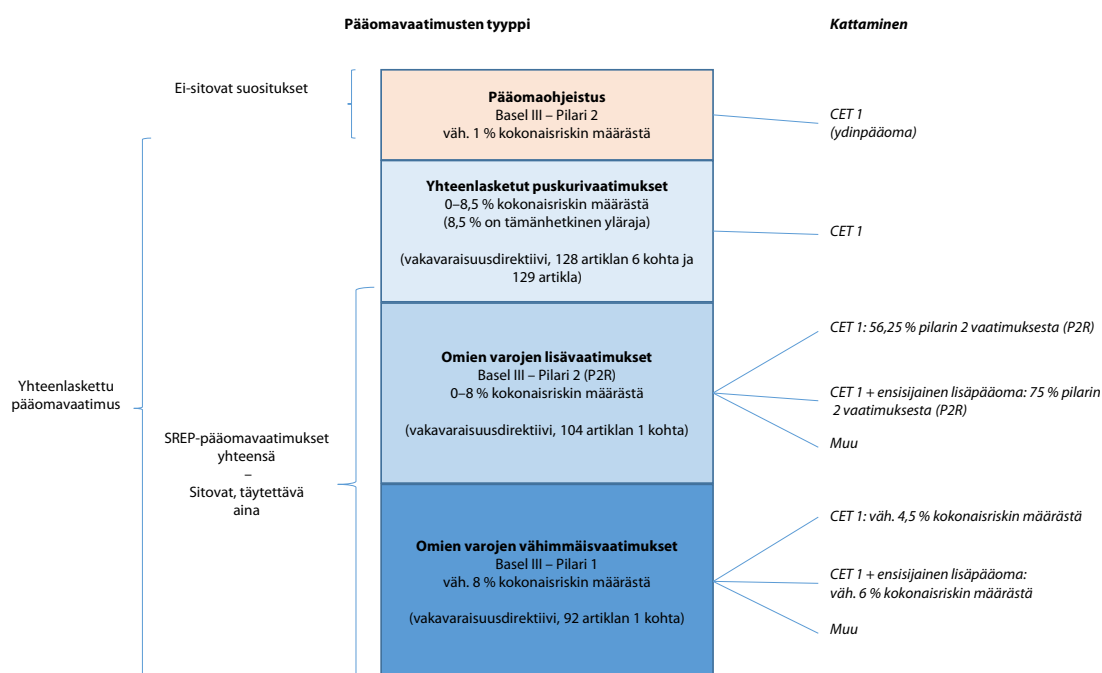 Pääomavaatimusten tyyppi
Kattaminen
Ei-sitovat suositukset
Pääomaohjeistus
Basel III – Pilari 2
väh. 1 % kokonaisriskin määrästä
CET 1
(ydinpääoma)
Yhteenlasketut puskurivaatimukset
0–8,5 % kokonaisriskin määrästä
(8,5 % on tämänhetkinen yläraja)
(vakavaraisuusdirektiivi, 128 artiklan 6 kohta ja
129 artikla)
CET 1
Yhteenlaskettu
pääomavaatimus
SREP-pääomavaatimukset
yhteensä
–
Sitovat, täytettävä
aina
Omien varojen lisävaatimukset
Basel III – Pilari 2 (P2R)
0–8 % kokonaisriskin määrästä
(vakavaraisuusdirektiivi, 104 artiklan 1 kohta)
CET 1: 56,25 % pilarin 2 vaatimuksesta (P2R)
CET 1 + ensisijainen lisäpääoma: 75 % pilarin
2 vaatimuksesta (P2R)
Muu
Omien varojen vähimmäisvaatimukset
Basel III – Pilari 1
väh. 8 % kokonaisriskin määrästä
(vakavaraisuusdirektiivi, 92 artiklan 1 kohta)
CET 1: väh. 4,5 % kokonaisriskin määrästä
CET 1 + ensisijainen lisäpääoma:
väh. 6 % kokonaisriskin määrästä
Muu